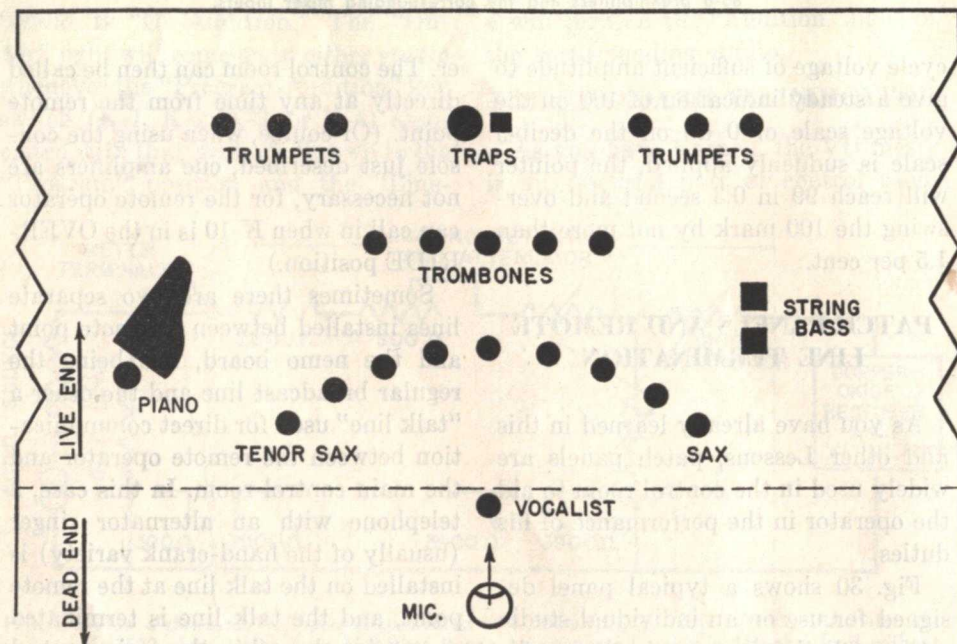 TRUMPETS
TRAPS
TRUMPETS
TROMBONES
STRING
BASS
PIANO
TENOR SAX
SAX
LIVE END
VOCALIST
DEAD END
MIC.
cycle voltage of sufficient amplitude to
give a steady indication of 100 on the
voltage scale or 0 on the
scale is suddenly applied, the pointer
will reach 99 in 0.3 second and over-
swing the 100 mark by not more than
1.5 per cent.
PATCH PANELS AND REMOTE
LINE TERMINATION
As you have already learned in this
and other Lessons, patch panels are
widely used in the control room to aid
the operator in the performance of his
duties.
Fig. 30 shows a typical panel de-
signed for use on an individual studio
er. The control room can then be called
directly at any time from the remote
point. (Of course, when using the con-
sole just described, cue amplifiers are
not necessary, for the remote operator
can call in when K 10 is in the OVER-
RIDE position.)
Sometimes there are two separate
lines installed between remote point
and the nemo board, one being the
regular broadcast line and the other a
"talk line" used for direct communica-
tion between the remote operator and
the main control room. In this case, a
telephone with an alternator ringer
(usually of the hand-crank variety) is
installed on the talk line at the remote
point, and the talk line is terminated